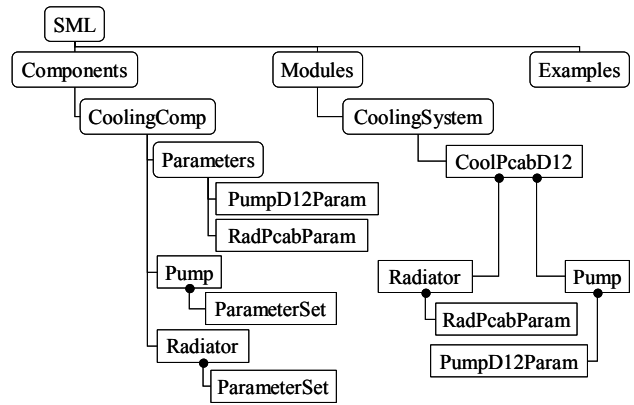 SML
Components
Modules
Examples
CoolingComp
CoolingSystem
Parameters
CoolPcabD12
PumpD12Param
RadPcabParam
Pump
Radiator
Pump
ParameterSet
RadPcabParam
Radiator
PumpD12Param
ParameterSet